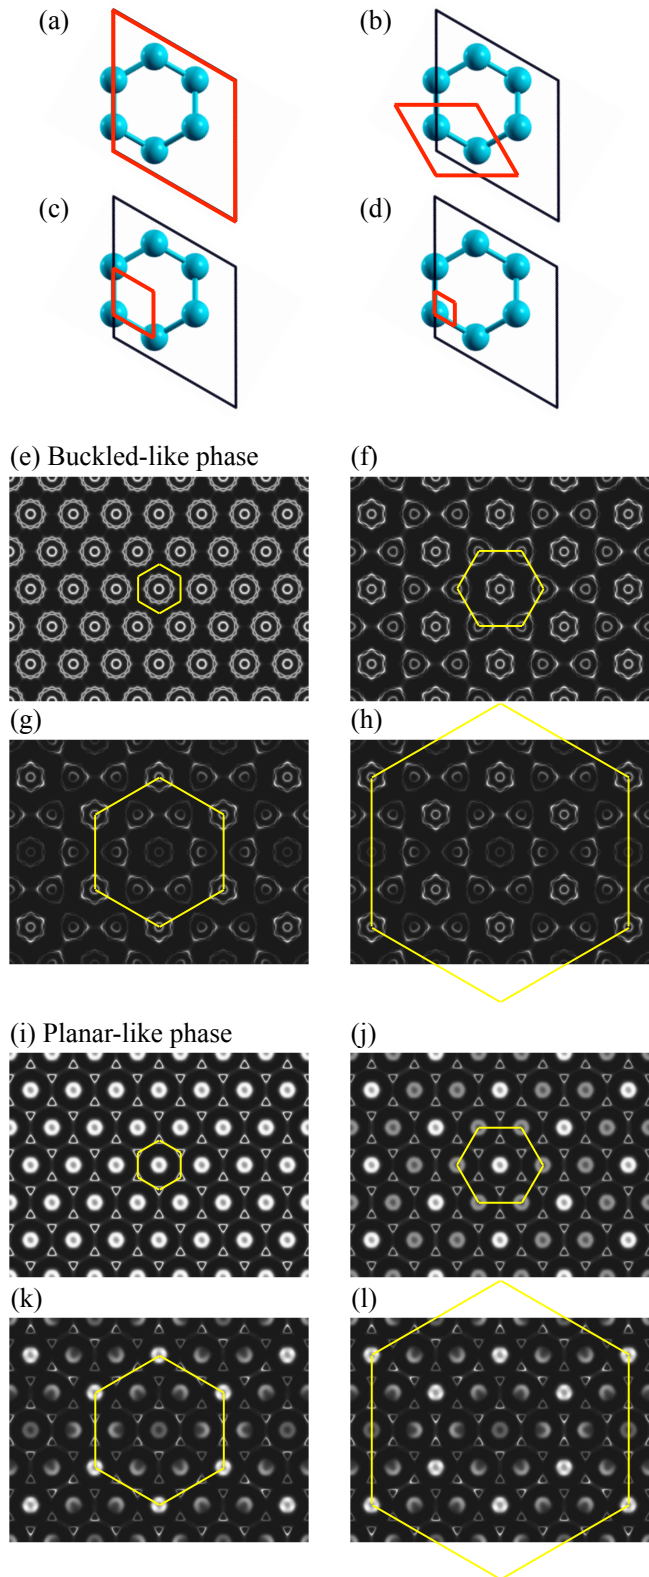 (a) (b)
(c) (d)
(e) Buckled-like phase (f)
(g) (h)
(i) Planar-like phase (j)
(k) (l)